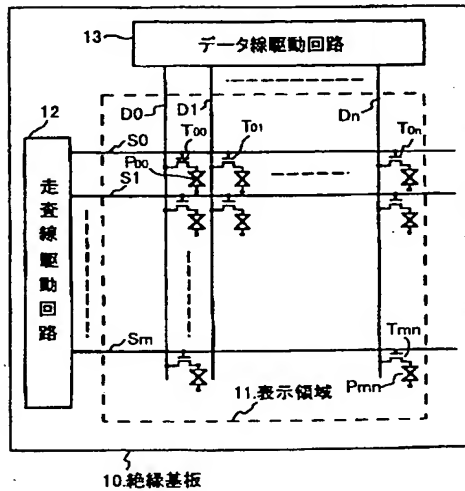 13
データ線駆動回路
12
D0
D1
Dn
S0
T00
T01
T0n
P00
S1
走査線駆動回路
Sm
Tmn
Pmn
11.表示領域
10.絶縁基板